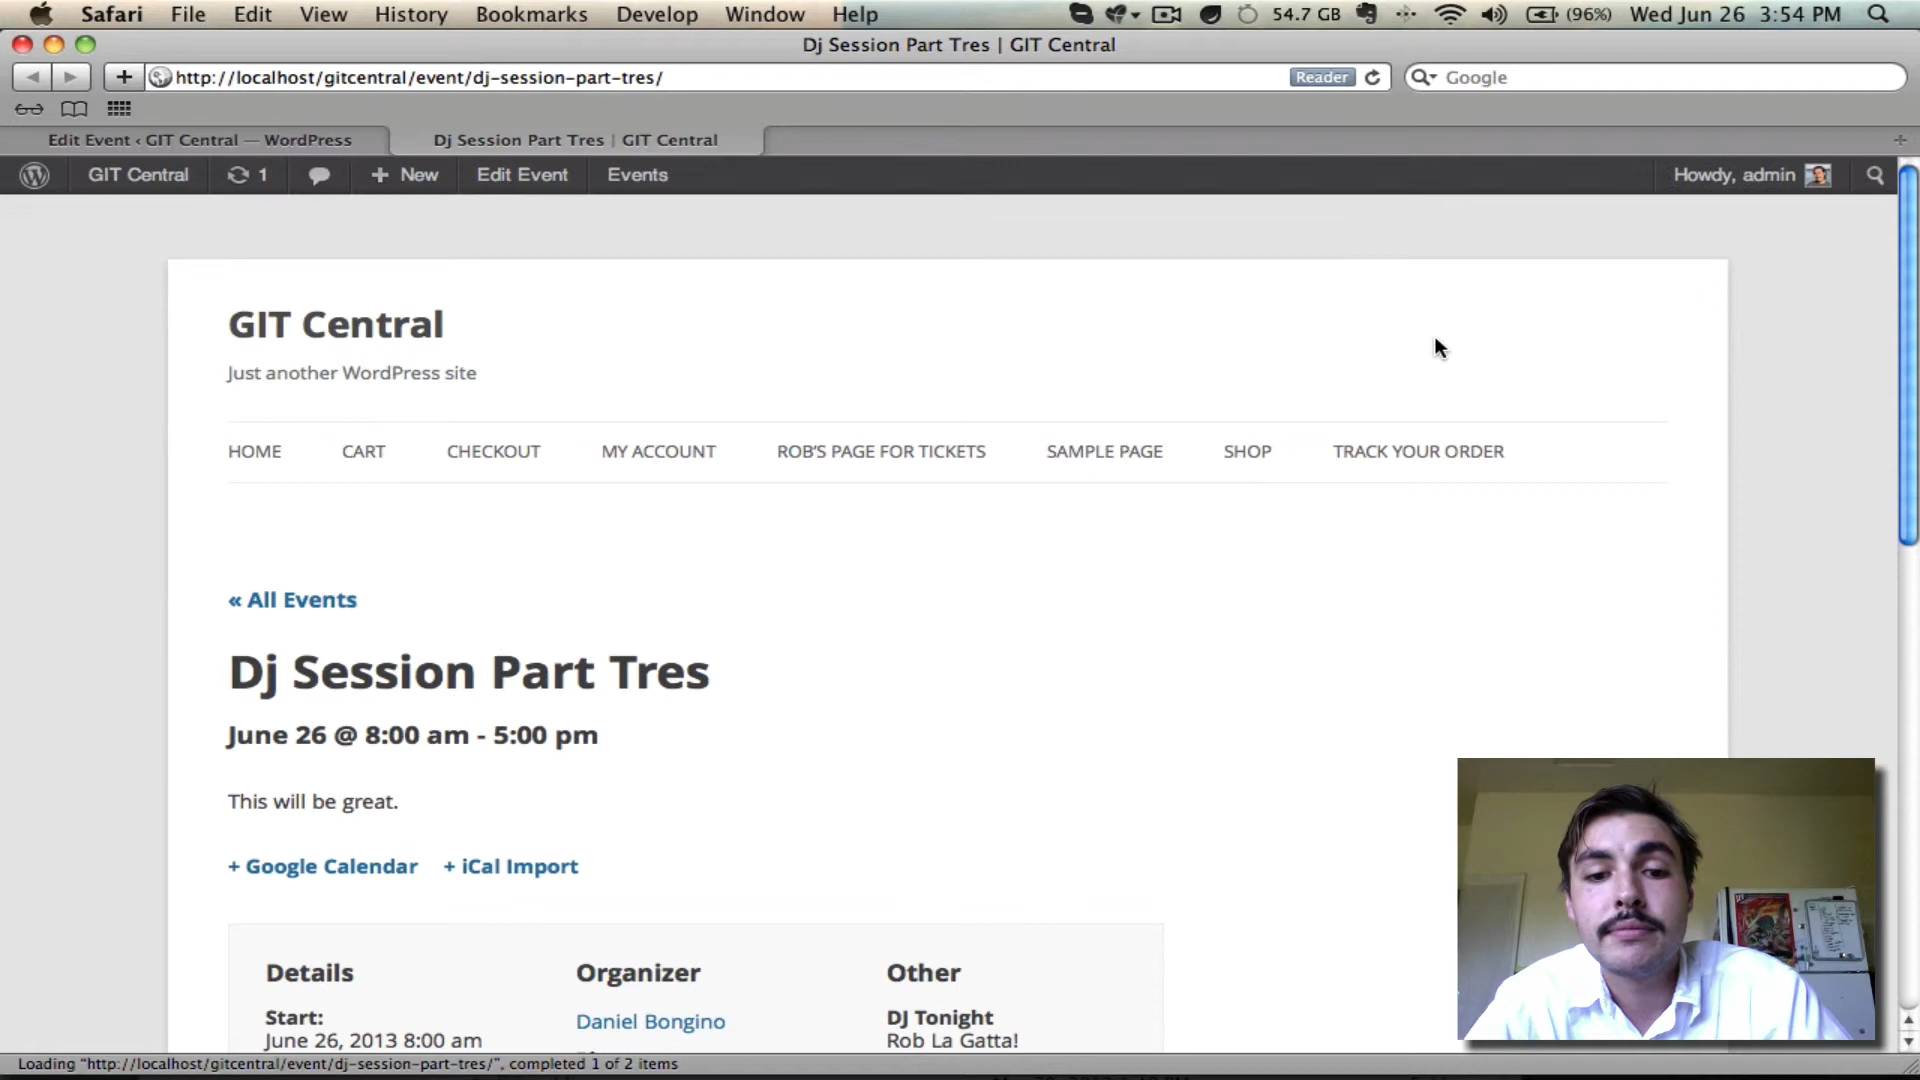 Safari File Edit View History Bookmarks Develop Window Help 54.7 GB (96%) Wed Jun 26 3:54 PM
Dj Session Part Tres | GIT Central
http://localhost/gitcentral/event/dj-session-part-tres/ Reader Google
Edit Event ‹ GIT Central — WordPress Dj Session Part Tres | GIT Central
GIT Central 1 New Edit Event Events Howdy, admin
GIT Central
Just another WordPress site
HOME CART CHECKOUT MY ACCOUNT ROB'S PAGE FOR TICKETS SAMPLE PAGE SHOP TRACK YOUR ORDER
« All Events
Dj Session Part Tres
June 26 @ 8:00 am - 5:00 pm
This will be great.
+ Google Calendar + iCal Import
Details Organizer Other
Start: Daniel Bongino DJ Tonight
June 26, 2013 8:00 am Rob La Gatta!
Loading "http://localhost/gitcentral/event/dj-session-part-tres/", completed 1 of 2 items